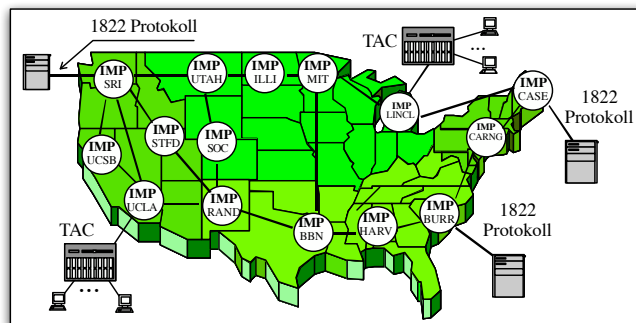 1822 Protokoll
TAC
IMP
SRI
IMP
UTAH
IMP
ILLI
IMP
MIT
IMP
LINCL
IMP
CASE
1822
Protokoll
IMP
UCSB
IMP
STFD
IMP
SOC
IMP
CARNG
IMP
UCLA
IMP
RAND
IMP
BBN
IMP
HARV
IMP
BURR
1822
Protokoll
TAC